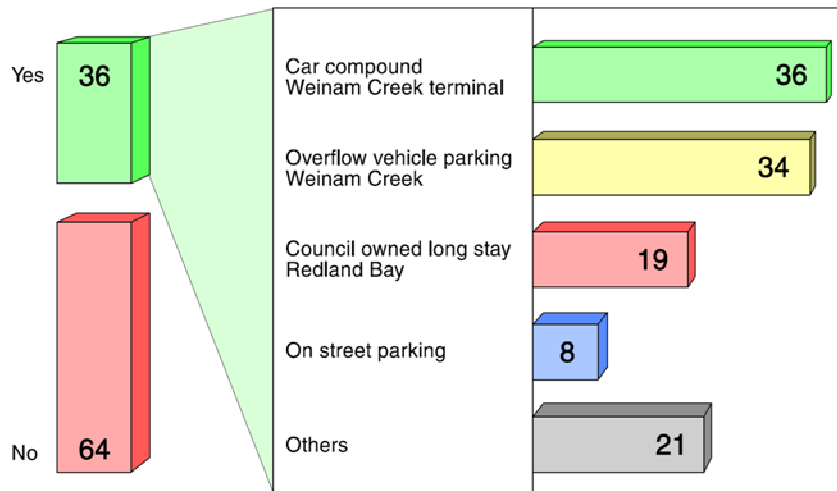 Yes
36
No
64
Car compound
Weinam Creek terminal
36
Overflow vehicle parking
Weinam Creek
34
Council owned long stay
Redland Bay
19
On street parking
8
Others
21